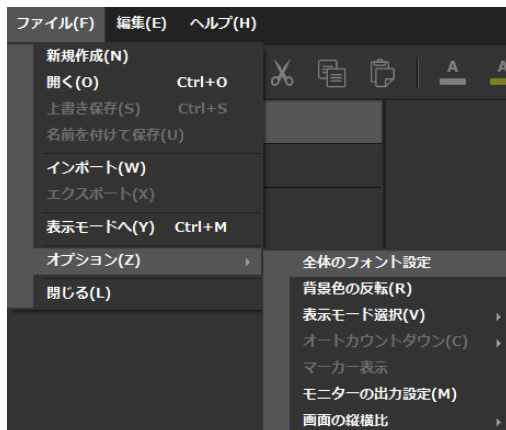 ファイル(F) 編集(E) ヘルプ(H)
新規作成(N)
開く(O) Ctrl+O
上書き保存(S) Ctrl+S
名前を付けて保存(U)
インポート(W)
エクスポート(X)
表示モードへ(Y) Ctrl+M
オプション(Z)
閉じる(L)
全体のフォント設定
背景色の反転(R)
表示モード選択(V)
オートカウントダウン(C)
マーカー表示
モニターの出力設定(M)
画面の縦横比
A A